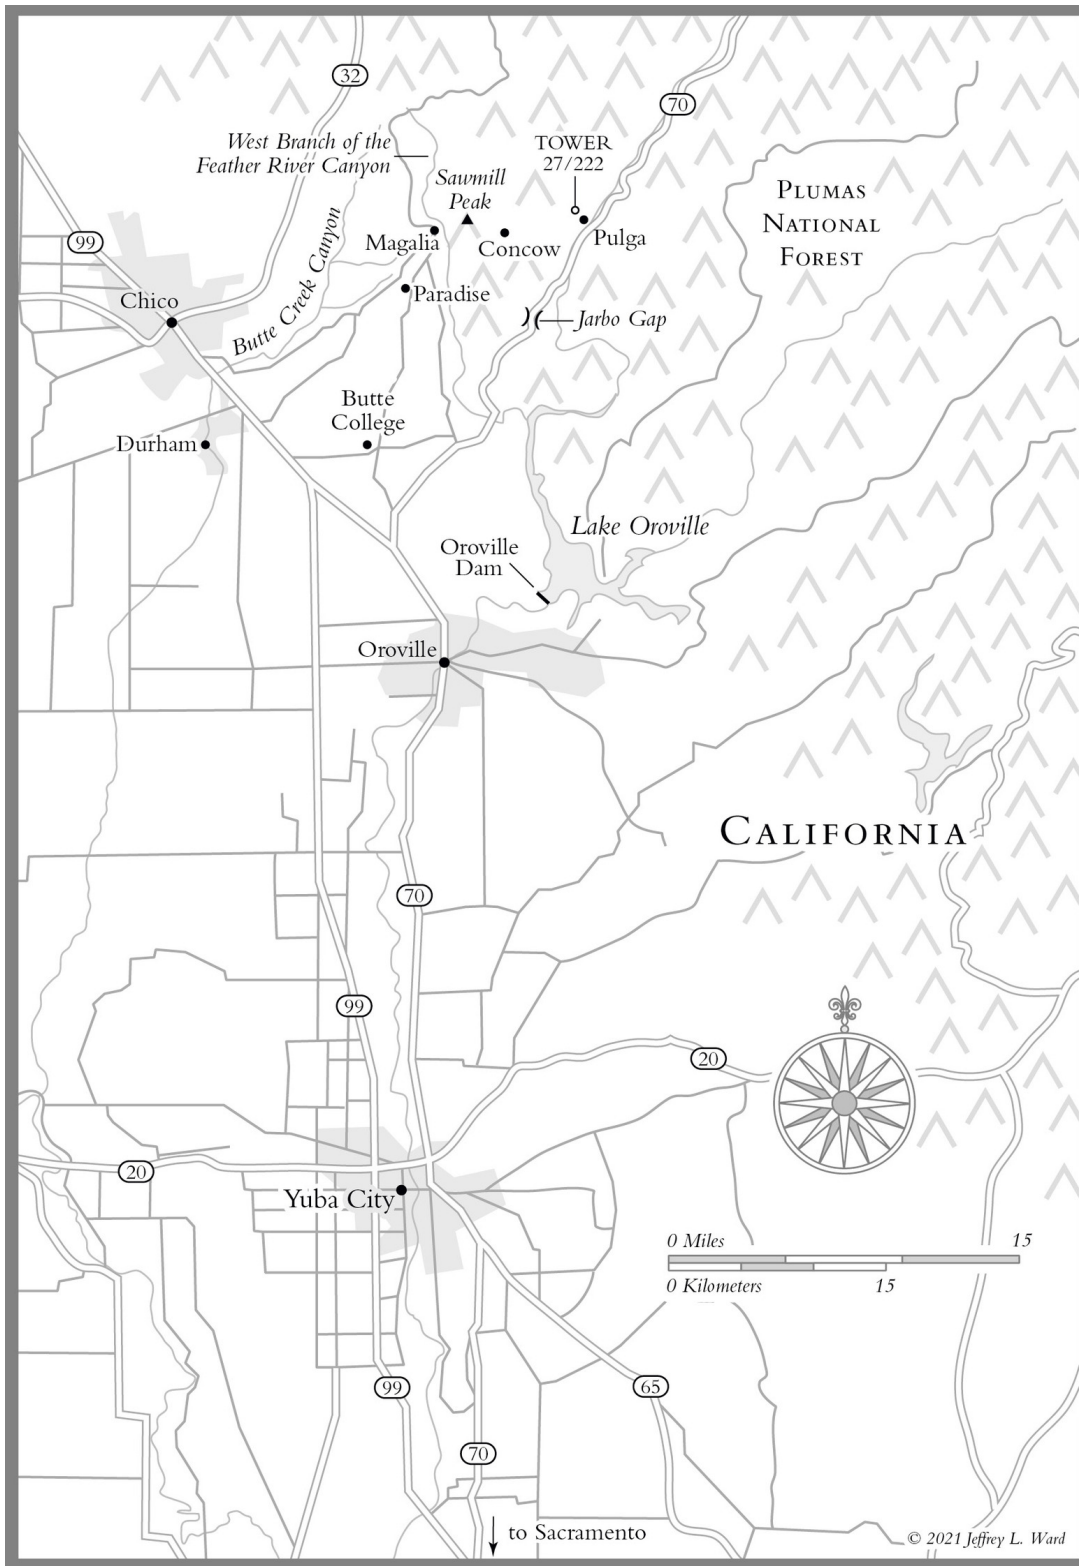 32
70
West Branch of the
Feather River Canyon
TOWER
27/222
Sawmill
Peak
PLUMAS
NATIONAL
FOREST
99
Magalia
Concow
Pulga
Butte Creek Canyon
Paradise
Chico
Jarbo Gap
Butte
College
Durham
Lake Oroville
Oroville
Dam
Oroville
CALIFORNIA
70
99
20
20
Yuba City
0 Miles
15
0 Kilometers
15
99
65
70
to Sacramento
© 2021 Jeffrey L. Ward